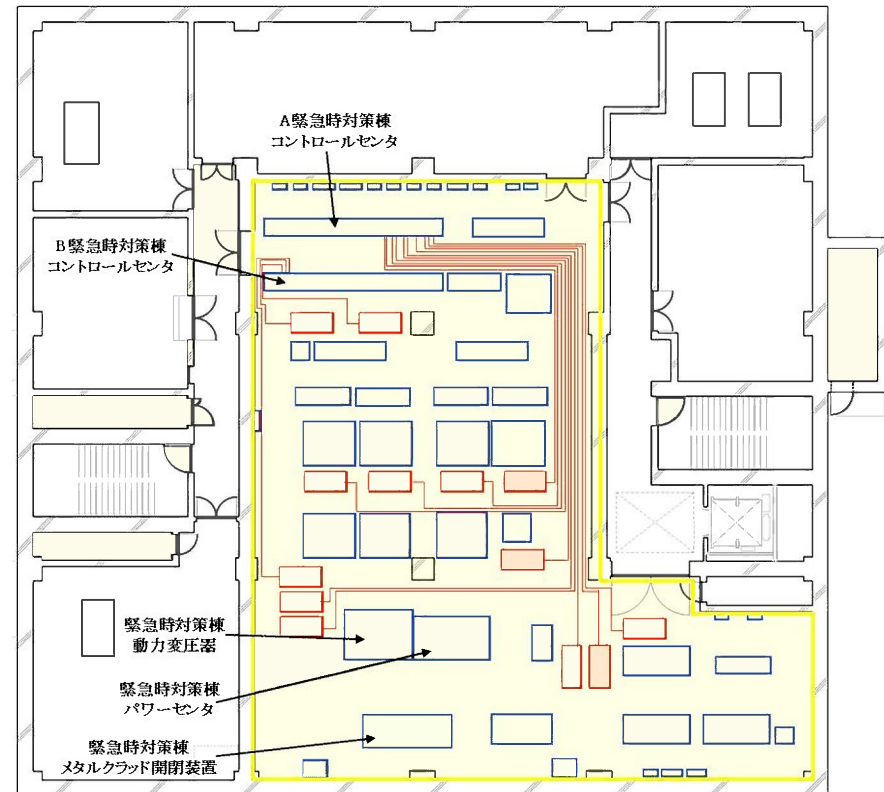 A緊急時対策棟
コントロールセンタ
B緊急時対策棟
コントロールセンタ
緊急時対策棟
動力変圧器
緊急時対策棟
パワーセンタ
緊急時対策棟
メタルクラッド開閉装置